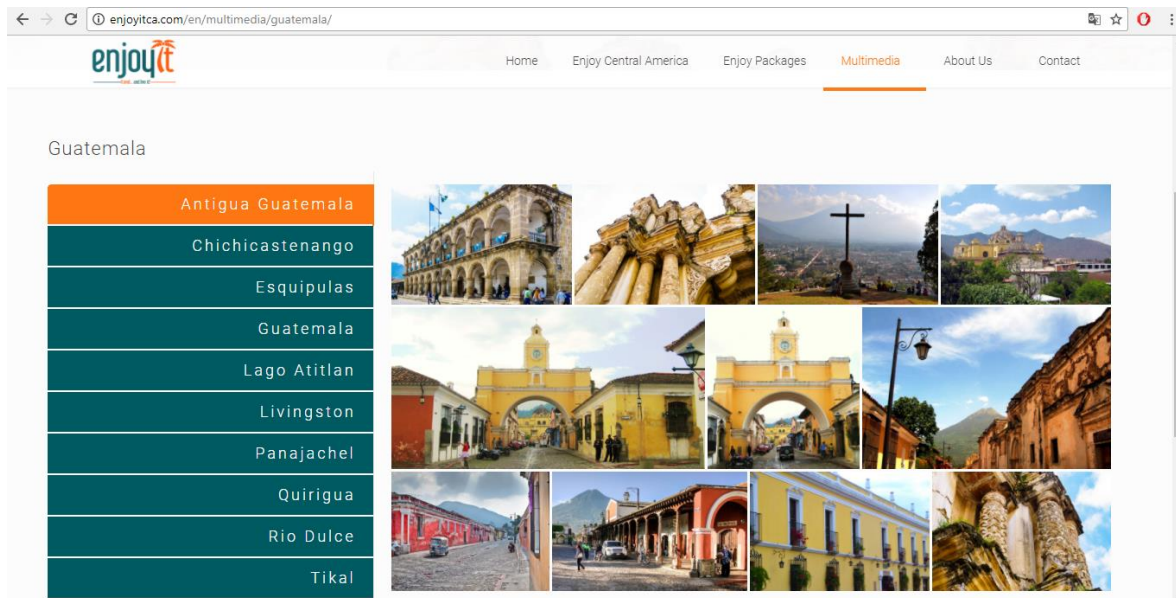 enjoyitca.com/en/multimedia/guatemala/
enjoyit
Home Enjoy Central America Enjoy Packages Multimedia About Us Contact
Guatemala
Antigua Guatemala
Chichicastenango
Esquipulas
Guatemala
Lago Atitlan
Livingston
Panajachel
Quirigua
Rio Dulce
Tikal